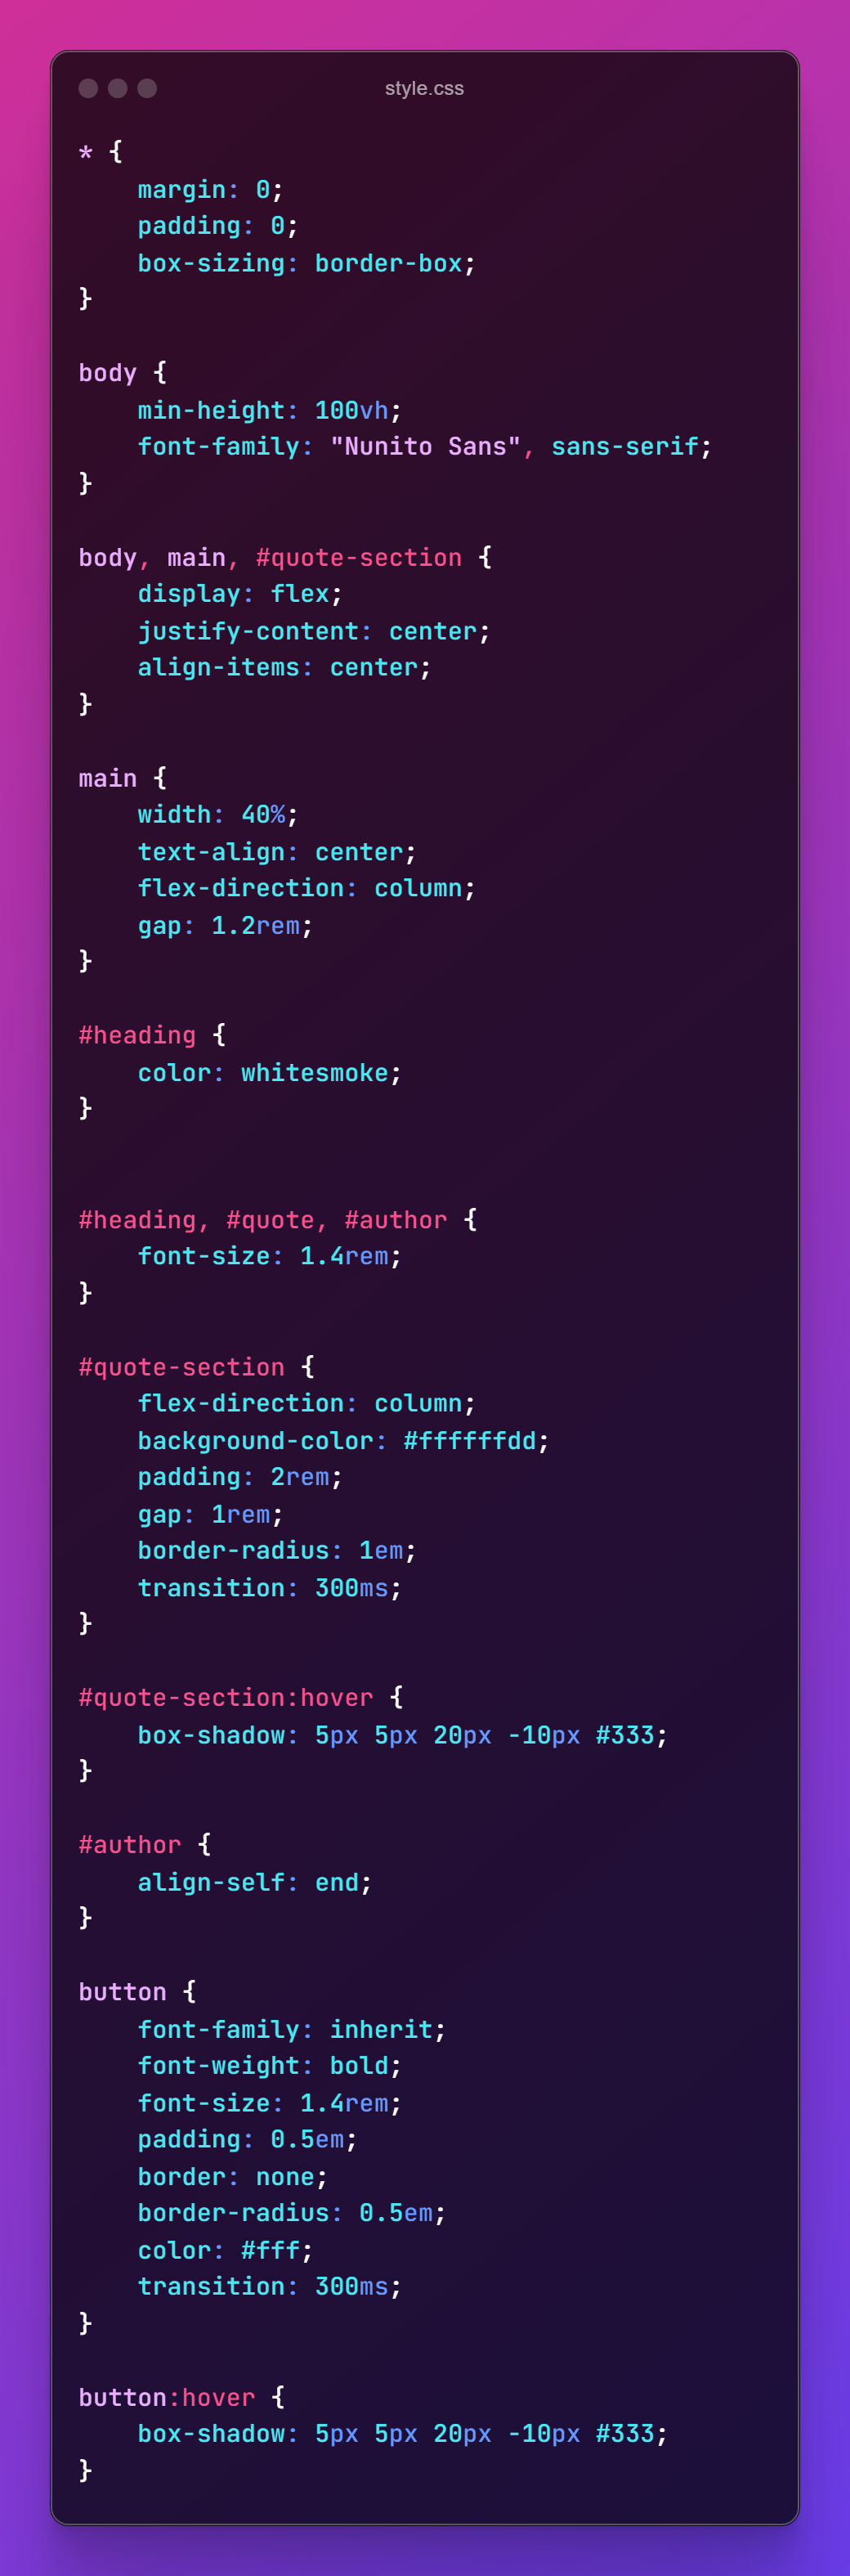 style.css
* {
    margin: 0;
    padding: 0;
    box-sizing: border-box;
}

body {
    min-height: 100vh;
    font-family: "Nunito Sans", sans-serif;
}

body, main, #quote-section {
    display: flex;
    justify-content: center;
    align-items: center;
}

main {
    width: 40%;
    text-align: center;
    flex-direction: column;
    gap: 1.2rem;
}

#heading {
    color: whitesmoke;
}


#heading, #quote, #author {
    font-size: 1.4rem;
}

#quote-section {
    flex-direction: column;
    background-color: #ffffffdd;
    padding: 2rem;
    gap: 1rem;
    border-radius: 1em;
    transition: 300ms;
}

#quote-section:hover {
    box-shadow: 5px 5px 20px -10px #333;
}

#author {
    align-self: end;
}

button {
    font-family: inherit;
    font-weight: bold;
    font-size: 1.4rem;
    padding: 0.5em;
    border: none;
    border-radius: 0.5em;
    color: #fff;
    transition: 300ms;
}

button:hover {
    box-shadow: 5px 5px 20px -10px #333;
}